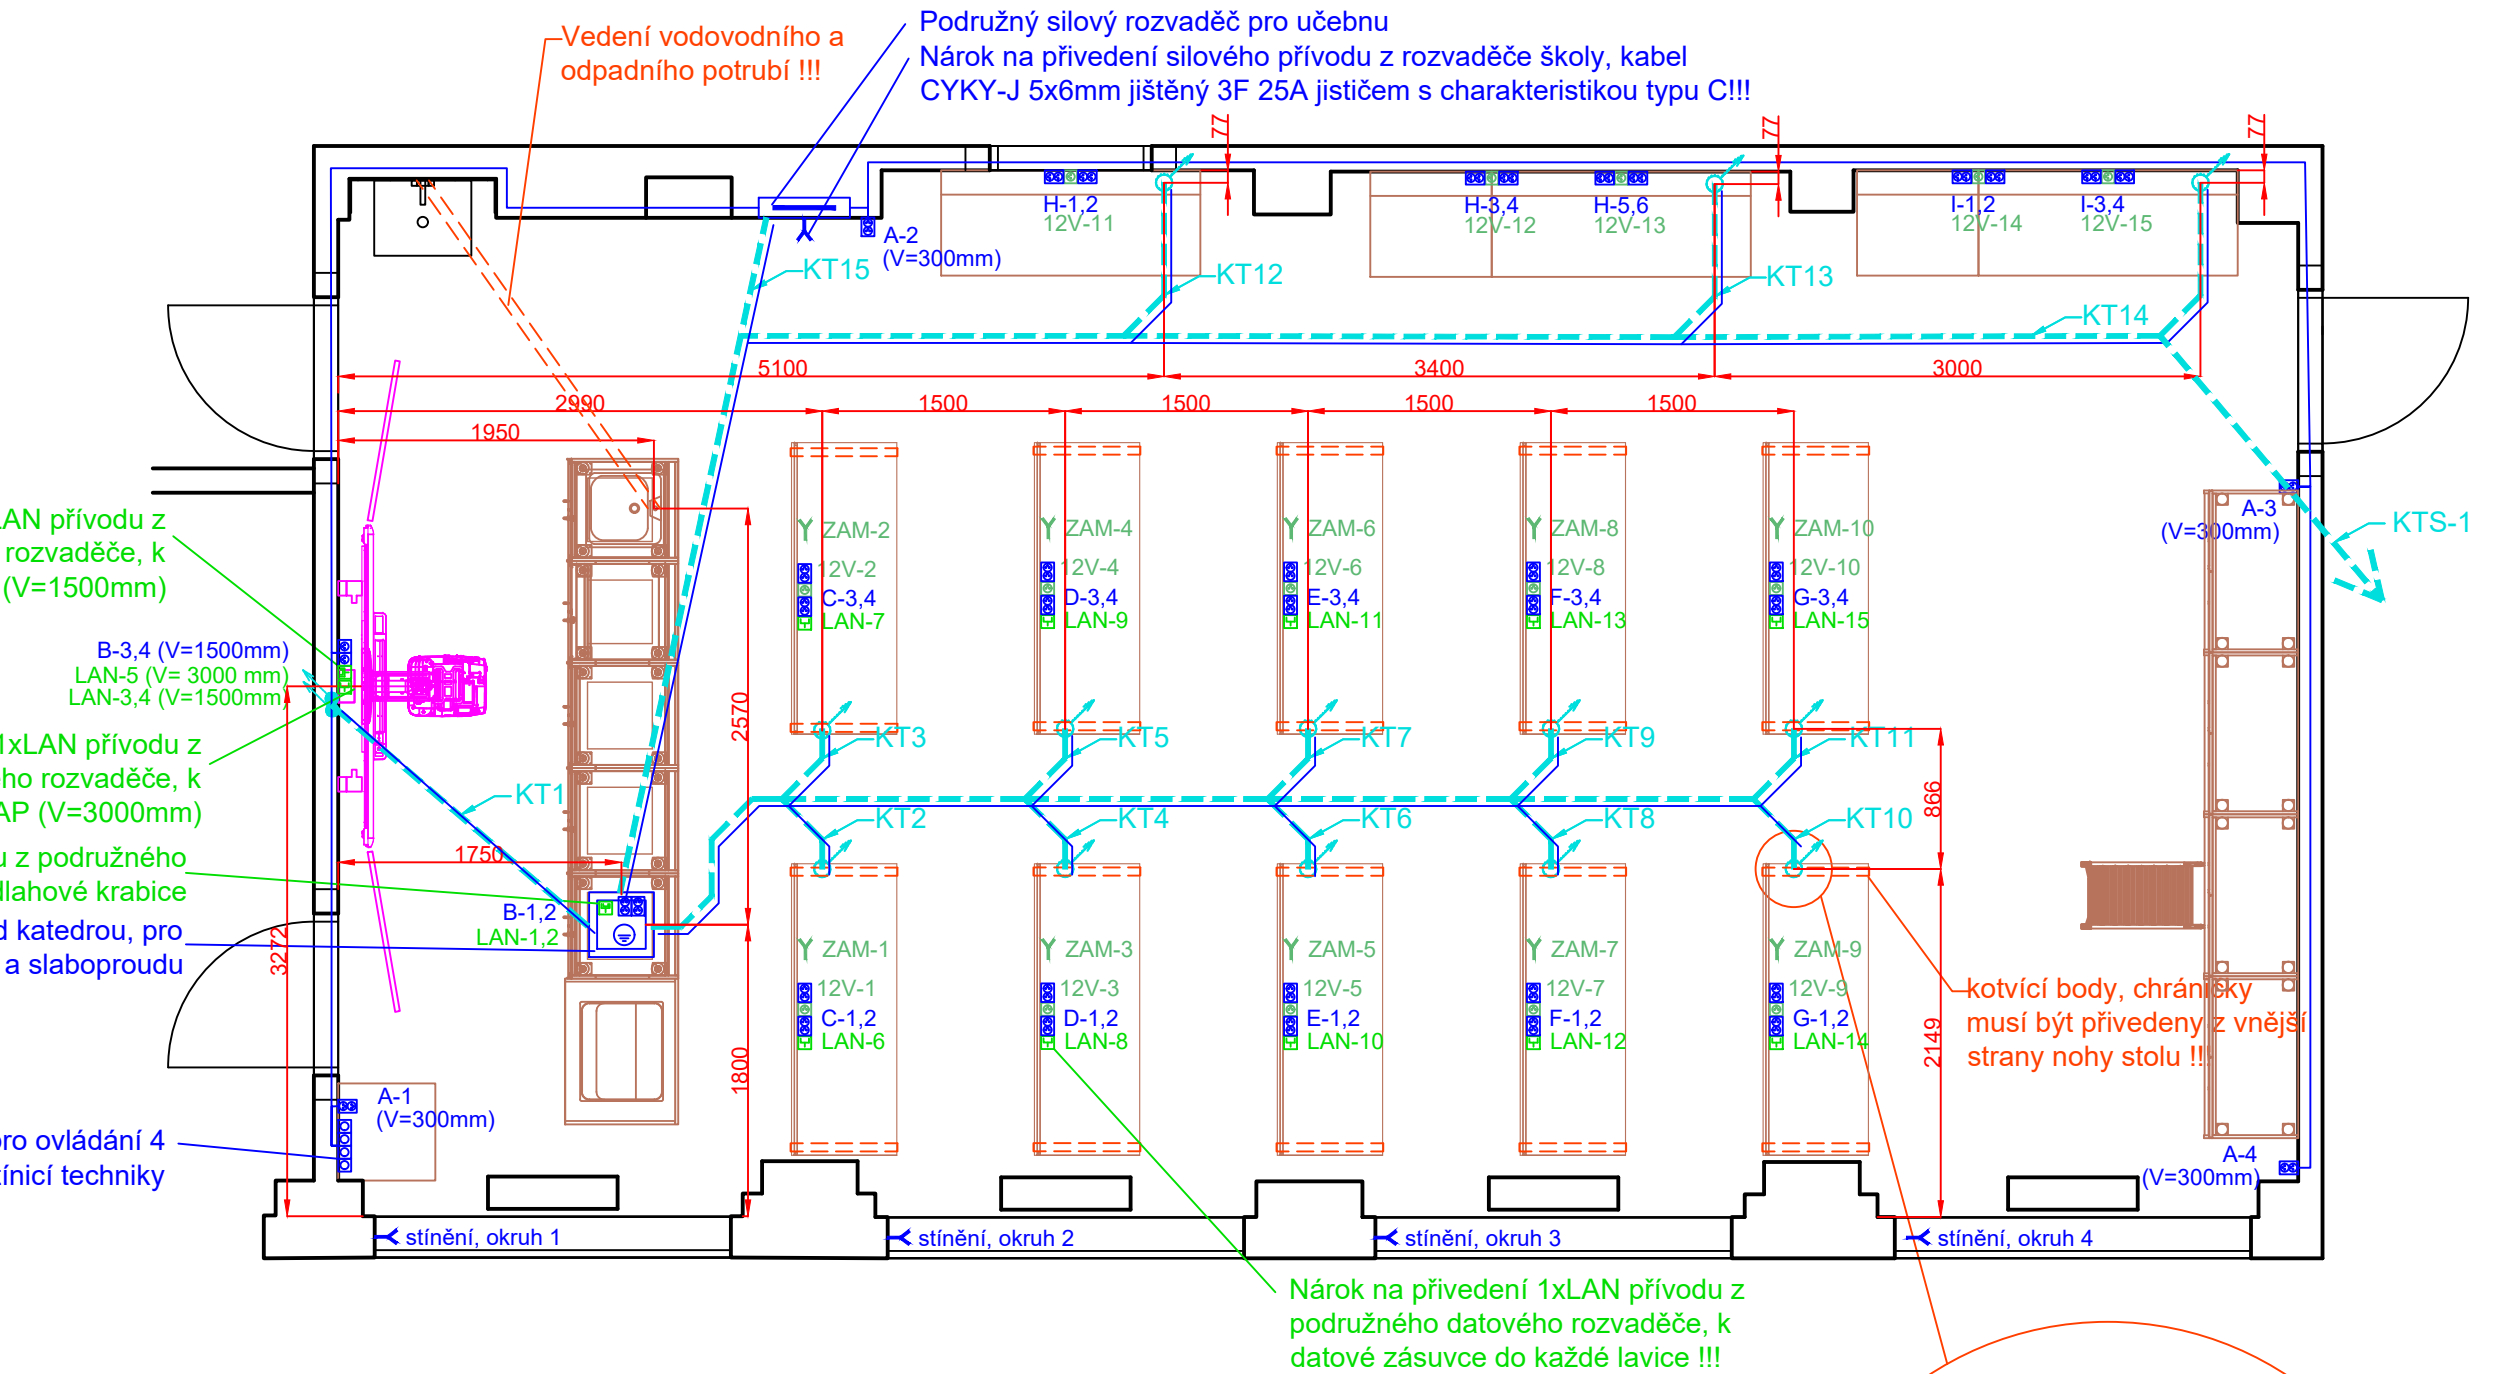 Vedení vodovodního a
odpadního potrubí !!!
Podružný silový rozvaděč pro učebnu
Nárok na přivedení silového přívodu z rozvaděče školy, kabel
CYKY-J 5x6mm jištěný 3F 25A jističem s charakteristikou typu C!!!
77
77
77
H-1,2
12V-11
H-3,4
12V-12
H-5,6
12V-13
I-1,2
12V-14
I-3,4
12V-15
A-2
(V=300mm)
KT15
KT12
KT13
KT14
5100
3400
3000
2990
1500
1500
1500
1500
1950
LAN přívodu z
rozvaděče, k
(V=1500mm)
A-3
(V=300mm)
KTS-1
ZAM-2
12V-2
C-3,4
LAN-7
ZAM-4
12V-4
D-3,4
LAN-9
ZAM-6
12V-6
E-3,4
LAN-11
ZAM-8
12V-8
F-3,4
LAN-13
ZAM-10
12V-10
G-3,4
LAN-15
B-3,4 (V=1500mm)
LAN-5 (V= 3000 mm)
LAN-3,4 (V=1500mm)
2570
1xLAN přívodu z
ého rozvaděče, k
AP (V=3000mm)
KT1
KT3
KT5
KT7
KT9
KT11
KT2
KT4
KT6
KT8
KT10
866
1750
u z podružného
dlahové krabice
d katedrou, pro
a slaboproudu
B-1,2
LAN-1,2
3272
1800
2149
ZAM-1
12V-1
C-1,2
LAN-6
ZAM-3
12V-3
D-1,2
LAN-8
ZAM-5
12V-5
E-1,2
LAN-10
ZAM-7
12V-7
F-1,2
LAN-12
ZAM-9
12V-9
G-1,2
LAN-14
kotvící body, chráničky
musí být přivedeny z vnější
strany nohy stolu !!!
A-1
(V=300mm)
pro ovládání 4
tínicí techniky
A-4
(V=300mm)
stínění, okruh 1
stínění, okruh 2
stínění, okruh 3
stínění, okruh 4
Nárok na přivedení 1xLAN přívodu z
podružného datového rozvaděče, k
datové zásuvce do každé lavice !!!